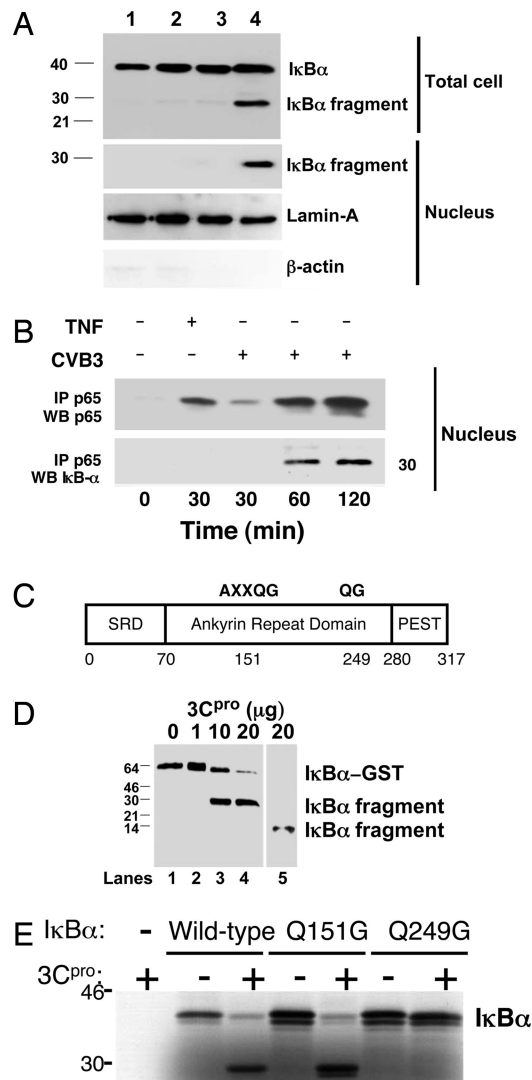 A
1 2 3 4
40
IκBα
30
IκBα fragment
21
Total cell
30
IκBα fragment
Lamin-A
Nucleus
β-actin
B
TNF - + - - -
CVB3 - - + + +
IP p65
WB p65
Nucleus
IP p65
WB IκB-α
30
0 30 30 60 120
Time (min)
C
AXXQG QG
SRD Ankyrin Repeat Domain PEST
0 70 151 249 280 317
D
3Cpro (μg)
0 1 10 20 20
64
IκBα–GST
46
30
IκBα fragment
21
14
IκBα fragment
Lanes 1 2 3 4 5
E
IκBα: - Wild-type Q151G Q249G
3Cpro: + - + - + - +
46-
IκBα
30-